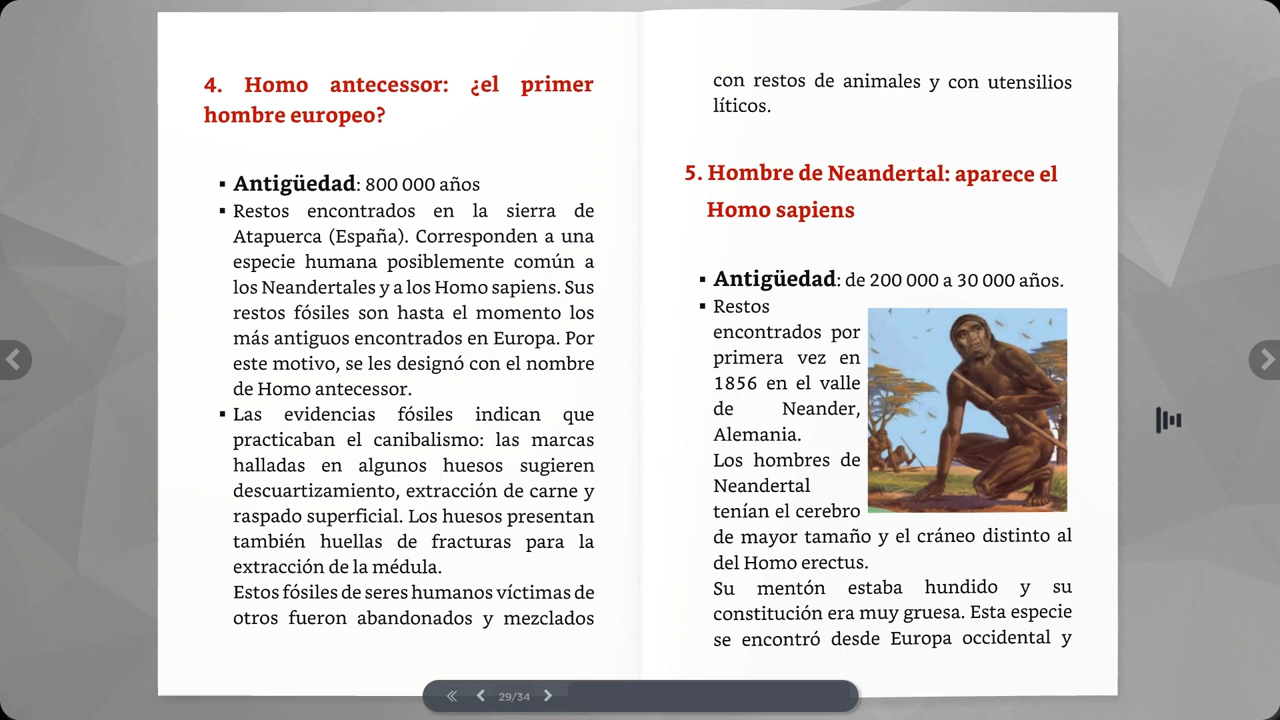 4. Homo antecessor: ¿el primer
hombre europeo?
▪ Antigüedad: 800 000 años
▪ Restos encontrados en la sierra de
Atapuerca (España). Corresponden a una
especie humana posiblemente común a
los Neandertales y a los Homo sapiens. Sus
restos fósiles son hasta el momento los
más antiguos encontrados en Europa. Por
este motivo, se les designó con el nombre
de Homo antecessor.
▪ Las evidencias fósiles indican que
practicaban el canibalismo: las marcas
halladas en algunos huesos sugieren
descuartizamiento, extracción de carne y
raspado superficial. Los huesos presentan
también huellas de fracturas para la
extracción de la médula.
Estos fósiles de seres humanos víctimas de
otros fueron abandonados y mezclados
con restos de animales y con utensilios
líticos.
5. Hombre de Neandertal: aparece el
Homo sapiens
▪ Antigüedad: de 200 000 a 30 000 años.
▪ Restos
encontrados por
primera vez en
1856 en el valle
de Neander,
Alemania.
Los hombres de
Neandertal
tenían el cerebro
de mayor tamaño y el cráneo distinto al
del Homo erectus.
Su mentón estaba hundido y su
constitución era muy gruesa. Esta especie
se encontró desde Europa occidental y
29/34